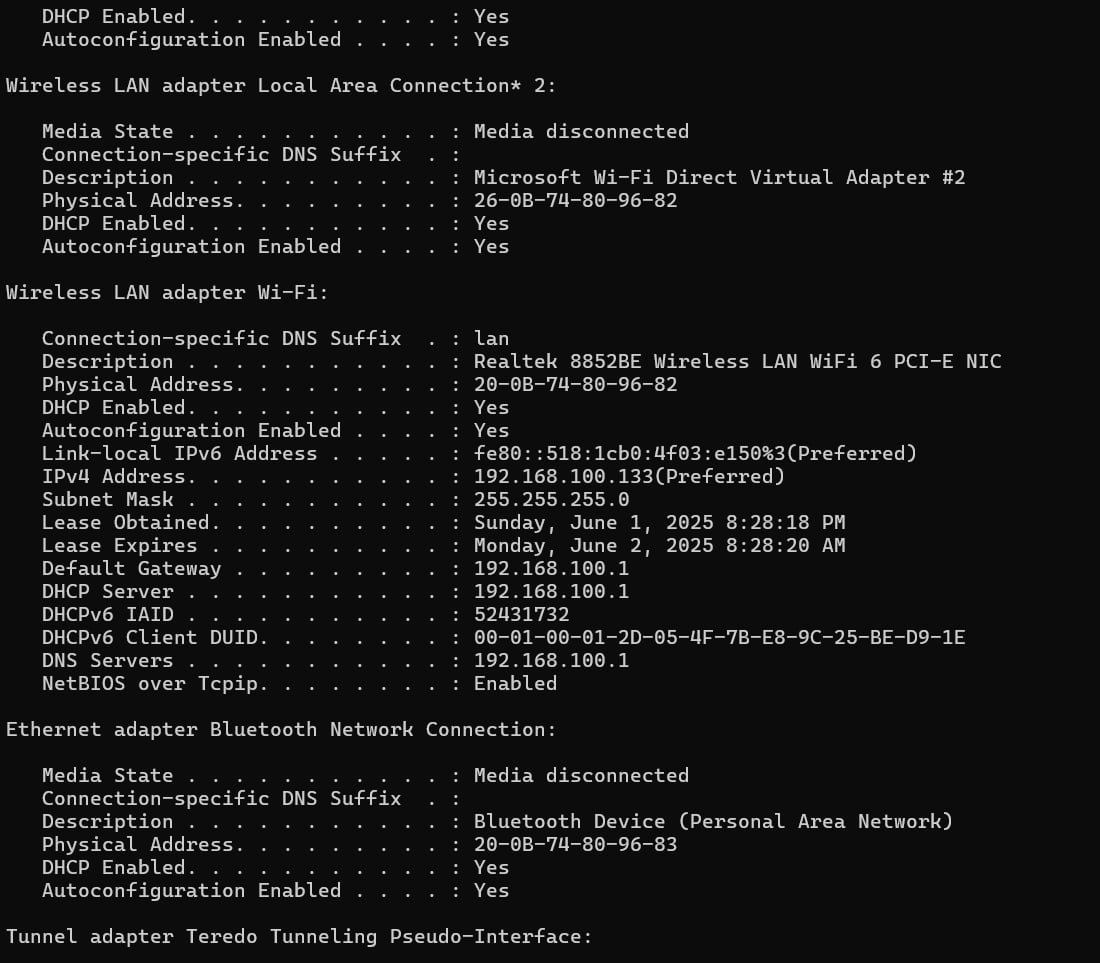 DHCP Enabled. . . . . . . . . . . : Yes
   Autoconfiguration Enabled . . . . : Yes

Wireless LAN adapter Local Area Connection* 2:

   Media State . . . . . . . . . . . : Media disconnected
   Connection-specific DNS Suffix  . :
   Description . . . . . . . . . . . : Microsoft Wi-Fi Direct Virtual Adapter #2
   Physical Address. . . . . . . . . : 26-0B-74-80-96-82
   DHCP Enabled. . . . . . . . . . . : Yes
   Autoconfiguration Enabled . . . . : Yes

Wireless LAN adapter Wi-Fi:

   Connection-specific DNS Suffix  . : lan
   Description . . . . . . . . . . . : Realtek 8852BE Wireless LAN WiFi 6 PCI-E NIC
   Physical Address. . . . . . . . . : 20-0B-74-80-96-82
   DHCP Enabled. . . . . . . . . . . : Yes
   Autoconfiguration Enabled . . . . : Yes
   Link-local IPv6 Address . . . . . : fe80::518:1cb0:4f03:e150%3(Preferred)
   IPv4 Address. . . . . . . . . . . : 192.168.100.133(Preferred)
   Subnet Mask . . . . . . . . . . . : 255.255.255.0
   Lease Obtained. . . . . . . . . . : Sunday, June 1, 2025 8:28:18 PM
   Lease Expires . . . . . . . . . . : Monday, June 2, 2025 8:28:20 AM
   Default Gateway . . . . . . . . . : 192.168.100.1
   DHCP Server . . . . . . . . . . . : 192.168.100.1
   DHCPv6 IAID . . . . . . . . . . . : 52431732
   DHCPv6 Client DUID. . . . . . . . : 00-01-00-01-2D-05-4F-7B-E8-9C-25-BE-D9-1E
   DNS Servers . . . . . . . . . . . : 192.168.100.1
   NetBIOS over Tcpip. . . . . . . . : Enabled

Ethernet adapter Bluetooth Network Connection:

   Media State . . . . . . . . . . . : Media disconnected
   Connection-specific DNS Suffix  . :
   Description . . . . . . . . . . . : Bluetooth Device (Personal Area Network)
   Physical Address. . . . . . . . . : 20-0B-74-80-96-83
   DHCP Enabled. . . . . . . . . . . : Yes
   Autoconfiguration Enabled . . . . : Yes

Tunnel adapter Teredo Tunneling Pseudo-Interface: